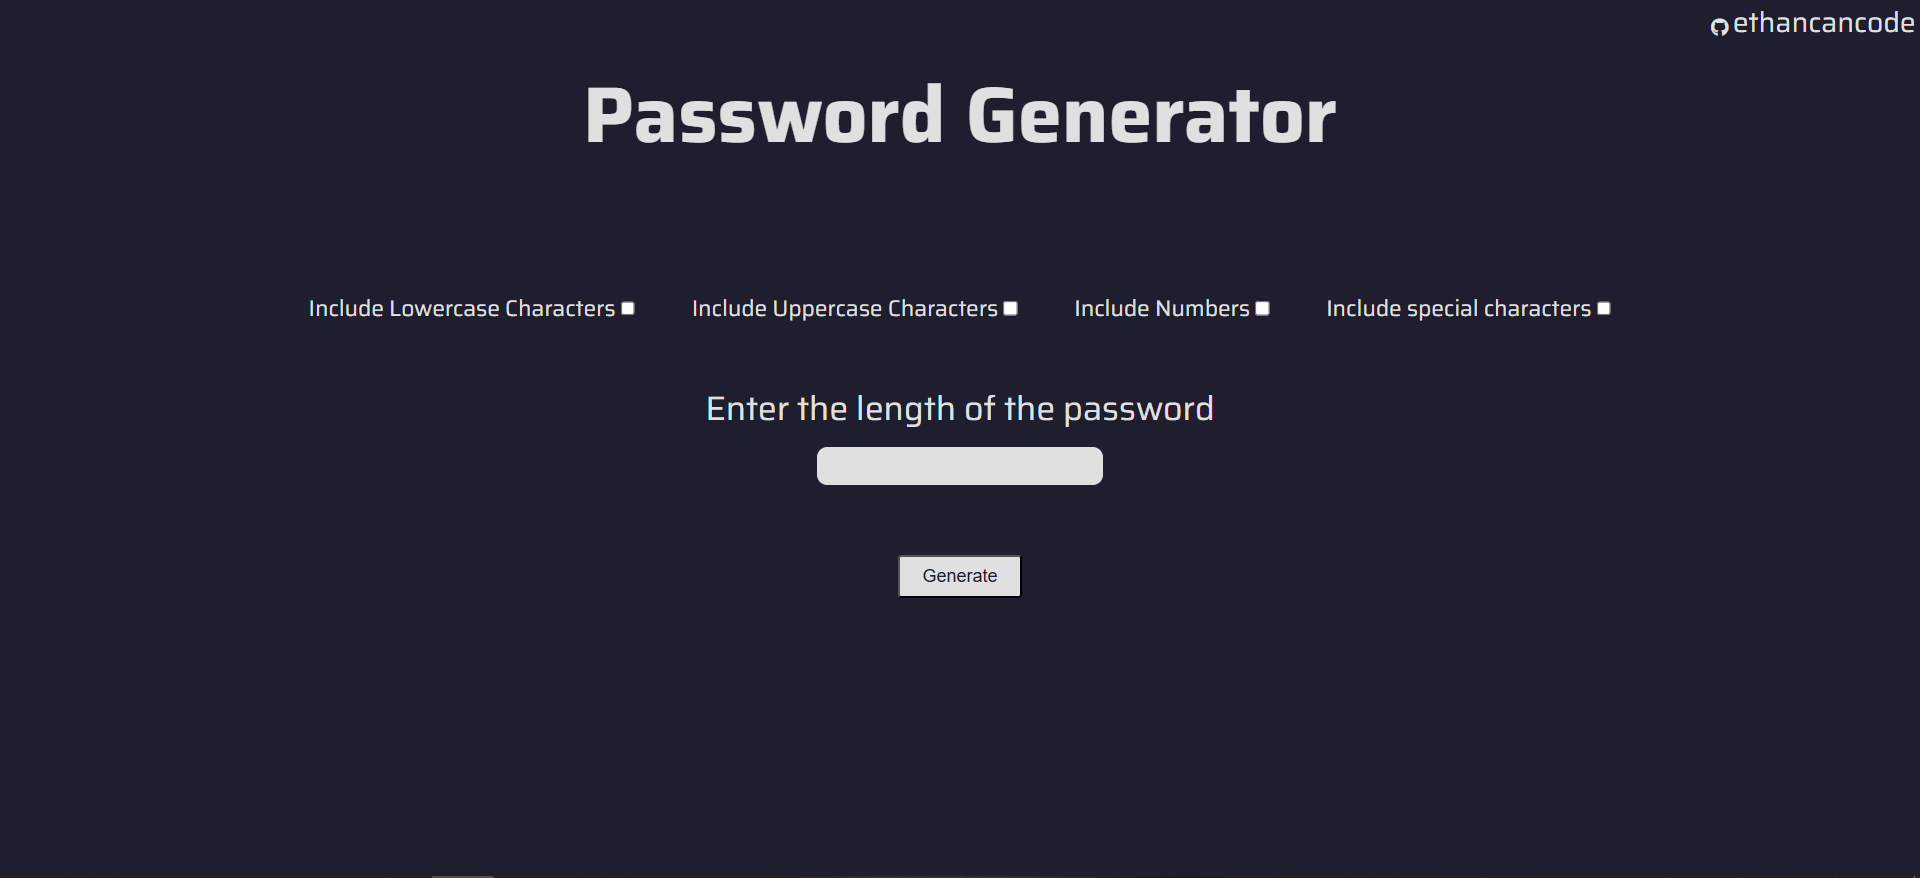 ethancancode
Password Generator
Include Lowercase Characters Include Uppercase Characters Include Numbers Include special characters
Enter the length of the password
Generate